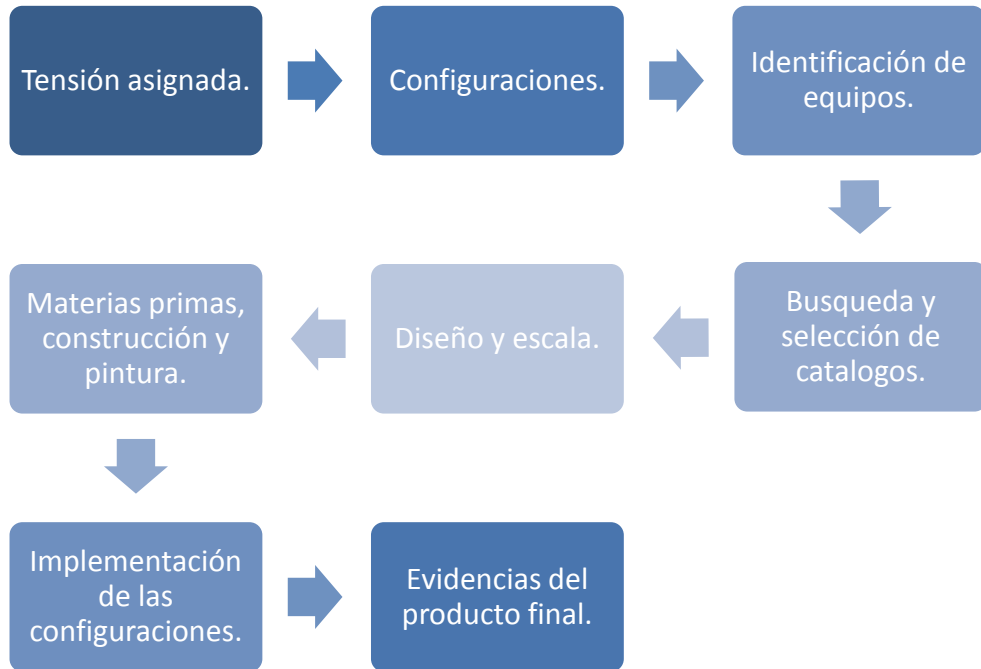 Tensión asignada.
Configuraciones.
Identificación de
equipos.
Busqueda y
selección de
catalogos.
Diseño y escala.
Materias primas,
construcción y
pintura.
Implementación
de las
configuraciones.
Evidencias del
producto final.